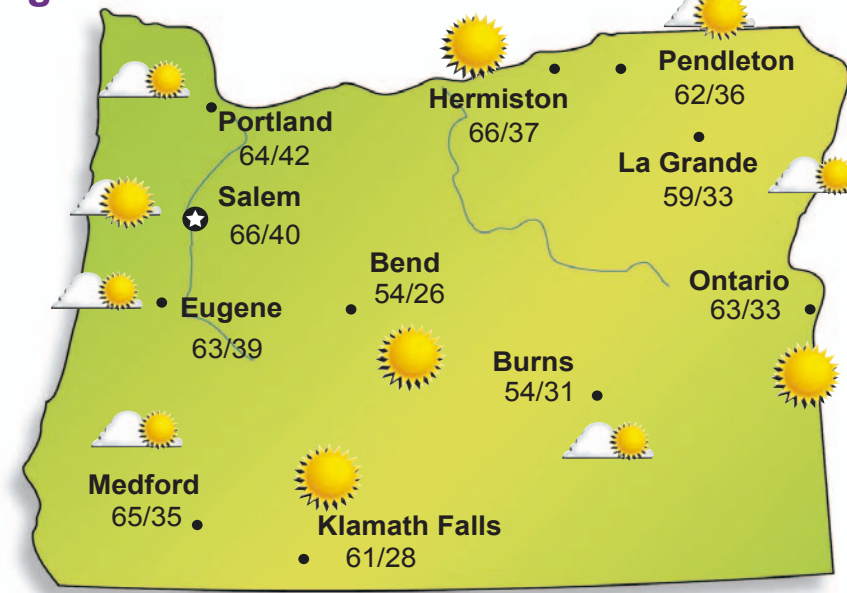 g
Pendleton
62/36
Hermiston
66/37
Portland
64/42
La Grande
59/33
Salem
66/40
Bend
54/26
Ontario
63/33
Eugene
63/39
Burns
54/31
Medford
65/35
Klamath Falls
61/28